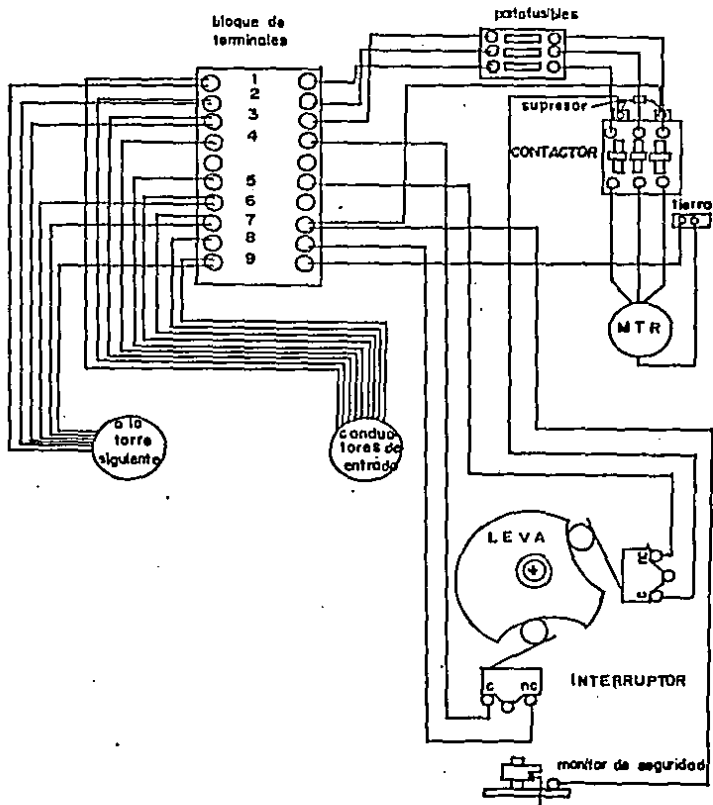 bloque de
terminales
portafusibles
1
2
3
4
5
6
7
8
9
supresor
CONTACTOR
tierra
MTR
a la
torre
siguiente
conduc-
tores de
entrada
LEVA
nc
c
c nc
INTERRUPTOR
monitor de seguridad